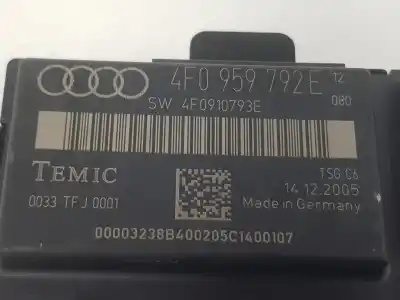 4F0 959 792E 12
SW 4F0910793E 080
TEMIC TSG C6
14.12.2005
0033 TFJ 0001 Made in Germany
00003238B400205C1400107